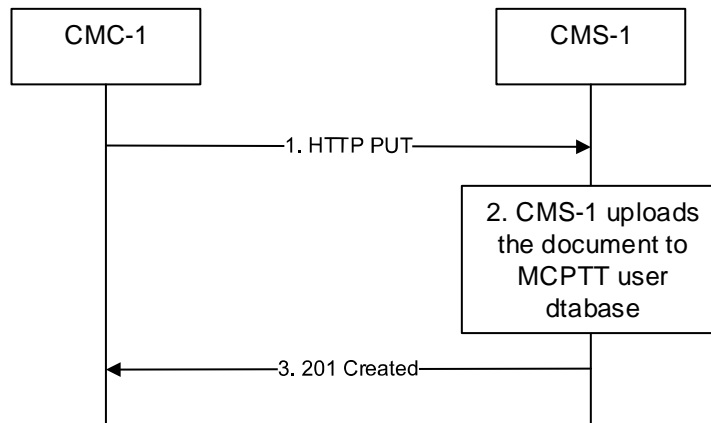 CMC-1
CMS-1
1. HTTP PUT
2. CMS-1 uploads
the document to
MCPTT user
dtabase
3. 201 Created